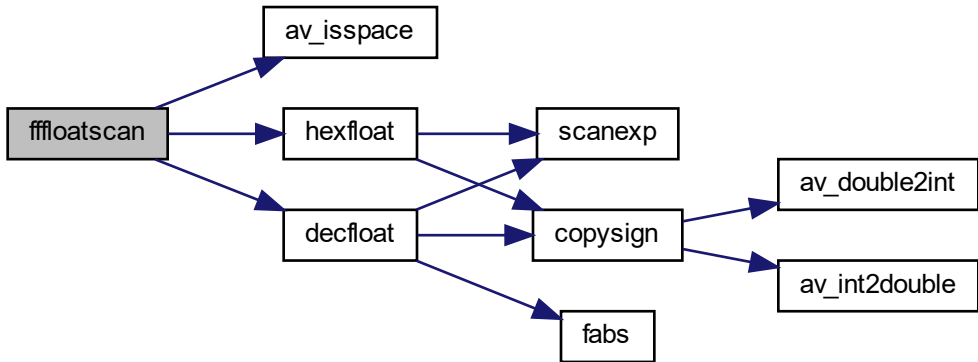 av_isspace
fffloatscan
hexfloat
scanexp
av_double2int
decfloat
copysign
av_int2double
fabs